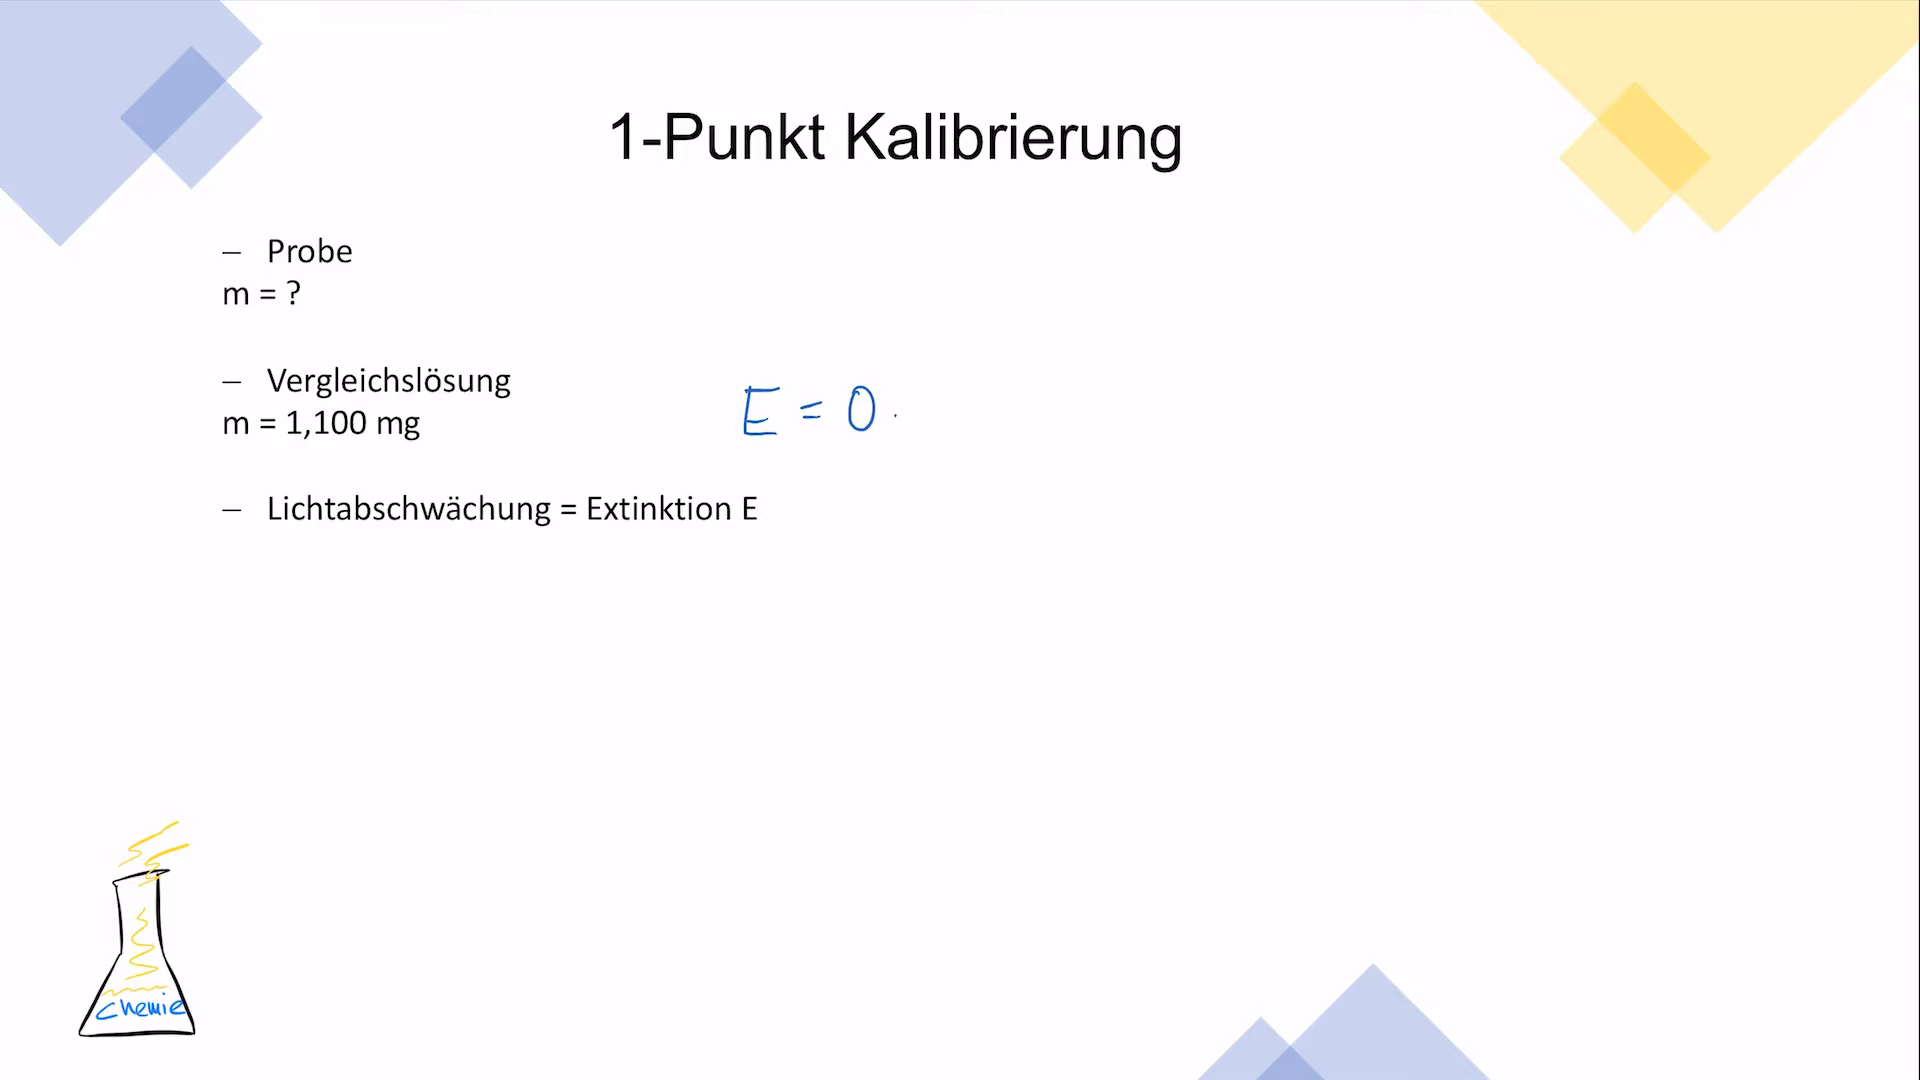 1-Punkt Kalibrierung
– Probe
m = ?
– Vergleichslösung
m = 1,100 mg
E = 0.
– Lichtabschwächung = Extinktion E
chemie